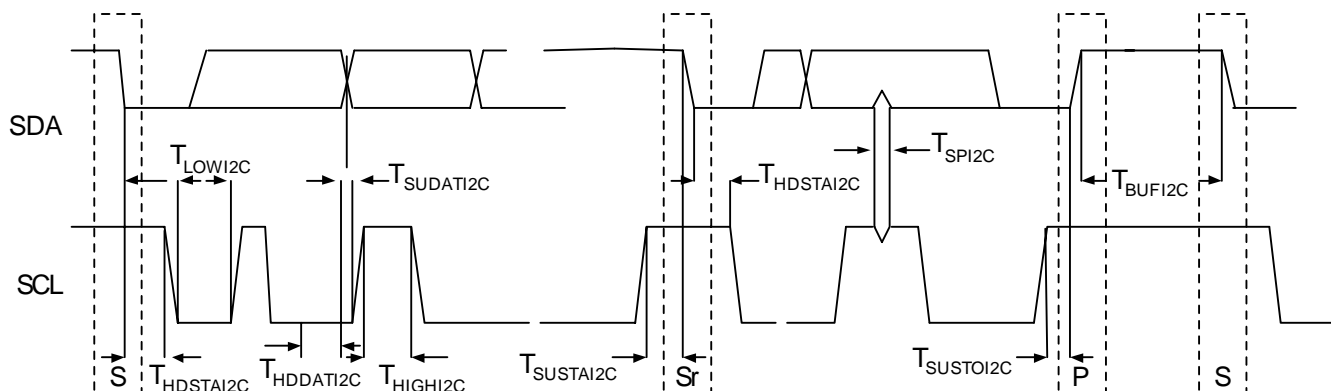 SDA
T_LOWI2C
T_SUDATI2C
T_HDSTAI2C
T_SPI2C
T_BUFI2C
SCL
S
T_HDSTAI2C
T_HDDATI2C
T_HIGHI2C
T_SUSTAI2C
Sr
T_SUSTOI2C
P
S